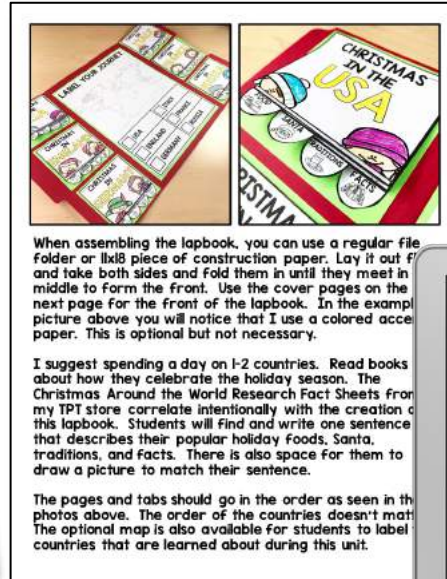 LABEL YOUR JOURNEY
USA
ENGLAND
GERMANY
ITALY
FRANCE
RUSSIA
CHRISTMAS
IN
CHRISTMAS
IN
CHRISTMAS
IN THE
USA
FOOD
SANTA
TRADITIONS
FACTS
When assembling the lapbook, you can use a regular file
folder or 11x18 piece of construction paper. Lay it out
and take both sides and fold them in until they meet in
middle to form the front. Use the cover pages on the
next page for the front of the lapbook. In the
picture above you will notice that I use a colored
paper. This is optional but not necessary.
I suggest spending a day on 1-2 countries. Read books
about how they celebrate the holiday season. The
Christmas Around the World Research Fact Sheets
my TPT store correlate intentionally with the creation
this lapbook. Students will find and write one sentence
that describes their popular holiday foods, Santa,
traditions, and facts. There is also space for them to
draw a picture to match their sentence.
The pages and tabs should go in the order as seen in
photos above. The order of the countries doesn't
The optional map is also available for students to label
countries that are learned about during this unit.